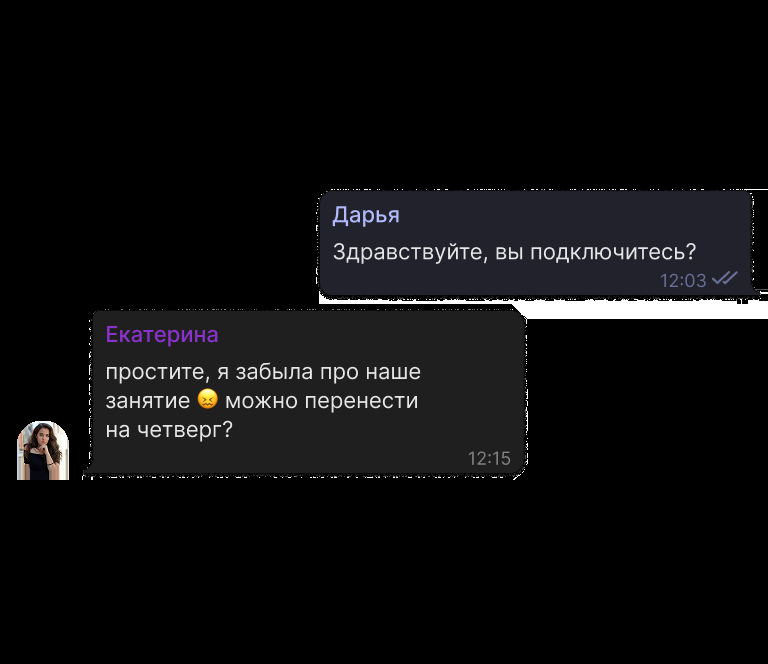 Дарья
Здравствуйте, вы подключитесь?
12:03
Екатерина
простите, я забыла про наше
занятие 😖 можно перенести
на четверг?
12:15